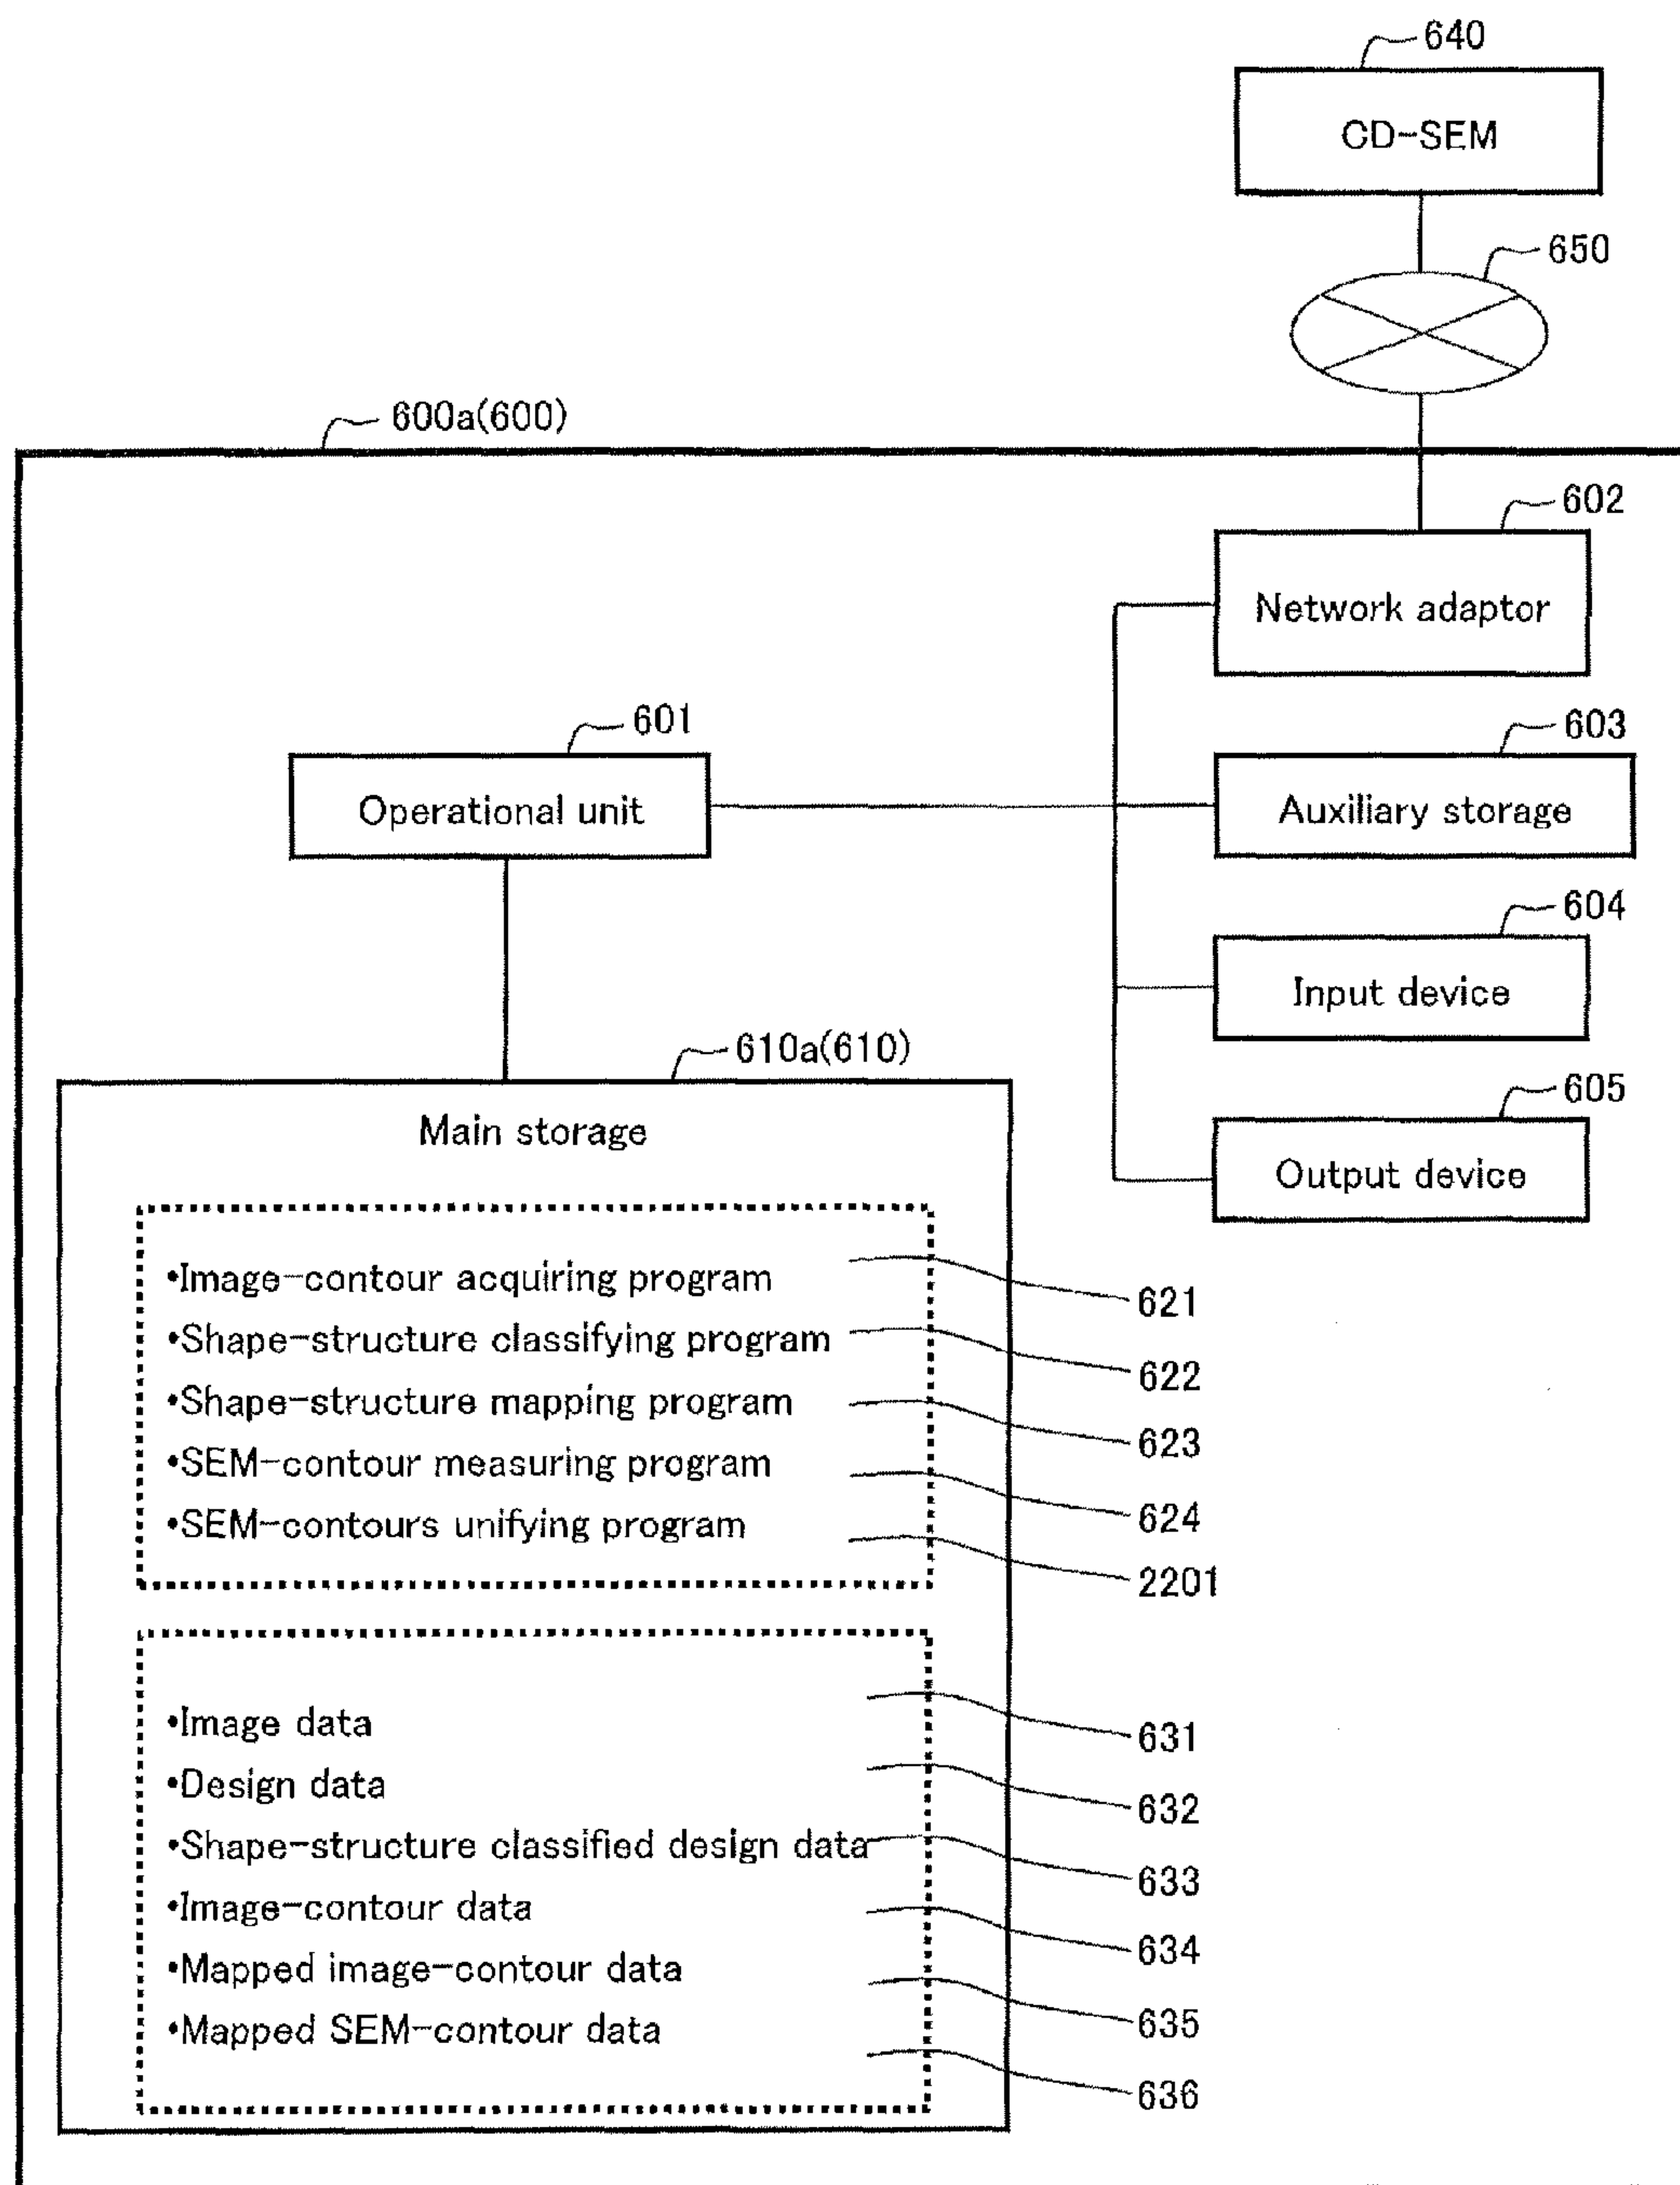 640
CD-SEM
650
600a(600)
602
Network adaptor
601
603
Operational unit
Auxiliary storage
604
Input device
610a(610)
605
Main storage
Output device
•Image-contour acquiring program
621
•Shape-structure classifying program
622
•Shape-structure mapping program
623
•SEM-contour measuring program
624
•SEM-contours unifying program
2201
•Image data
631
•Design data
632
•Shape-structure classified design data
633
•Image-contour data
634
•Mapped image-contour data
635
•Mapped SEM-contour data
636